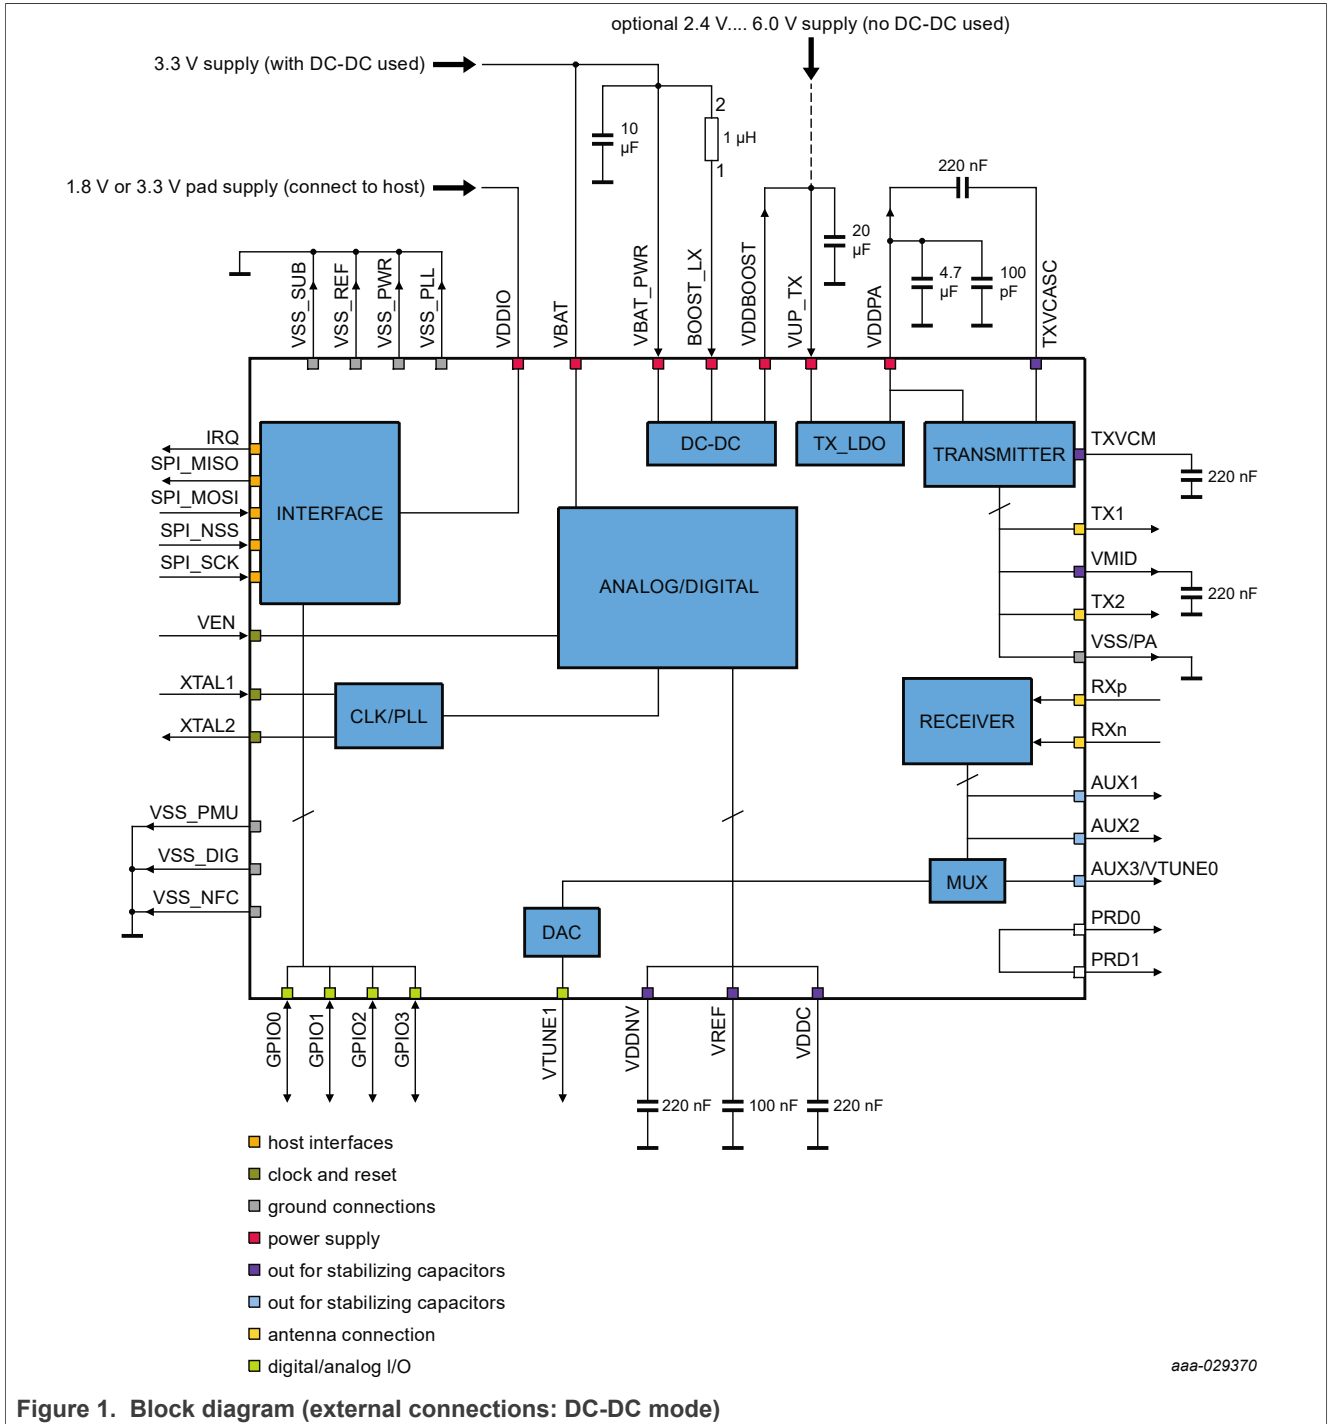 optional 2.4 V.... 6.0 V supply (no DC-DC used)
3.3 V supply (with DC-DC used)
2
10
µF
1 µH
1
220 nF
1.8 V or 3.3 V pad supply (connect to host)
20
µF
4.7
µF
100
pF
VSS_SUB
VSS_REF
VSS_PWR
VSS_PLL
VDDIO
VBAT
VBAT_PWR
BOOST_LX
VDDBOOST
VUP_TX
VDDPA
TXVCASC
IRQ
SPI_MISO
SPI_MOSI
SPI_NSS
SPI_SCK
VEN
XTAL1
XTAL2
VSS_PMU
VSS_DIG
VSS_NFC
INTERFACE
DC-DC
TX_LDO
TRANSMITTER
ANALOG/DIGITAL
CLK/PLL
RECEIVER
MUX
DAC
TXVCM
220 nF
TX1
VMID
220 nF
TX2
VSS/PA
RXp
RXn
AUX1
AUX2
AUX3/VTUNE0
PRD0
PRD1
GPIO0
GPIO1
GPIO2
GPIO3
VTUNE1
VDDNV
VREF
VDDC
220 nF
100 nF
220 nF
host interfaces
clock and reset
ground connections
power supply
out for stabilizing capacitors
out for stabilizing capacitors
antenna connection
digital/analog I/O
aaa-029370
Figure 1. Block diagram (external connections: DC-DC mode)